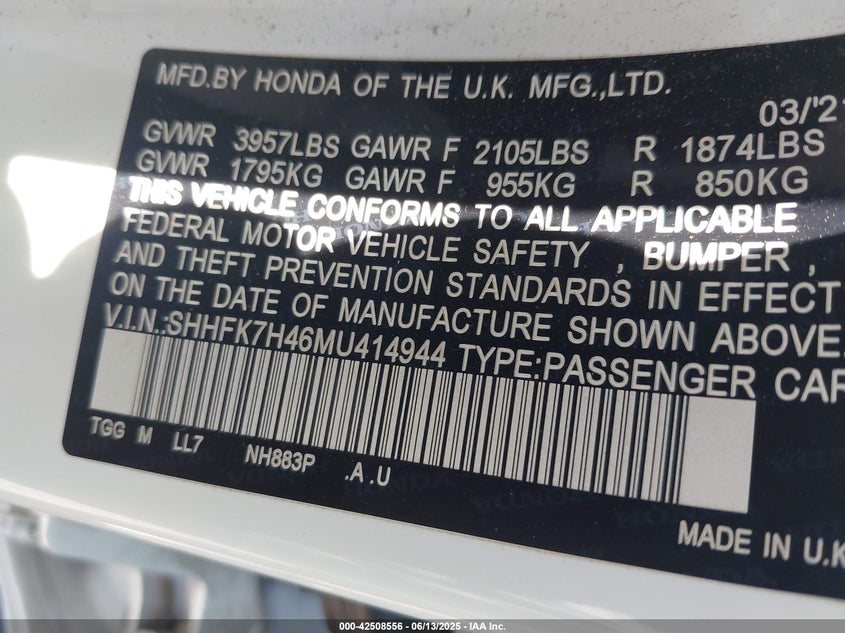 MFD.BY HONDA OF THE U.K. MFG.,LTD.
03/'21
GVWR 3957LBS GAWR F 2105LBS R 1874LBS
GVWR 1795KG GAWR F 955KG R 850KG
THIS VEHICLE CONFORMS TO ALL APPLICABLE
FEDERAL MOTOR VEHICLE SAFETY , BUMPER ,
AND THEFT PREVENTION STANDARDS IN EFFECT
ON THE DATE OF MANUFACTURE SHOWN ABOVE.
V.I.N.:SHHFK7H46MU414944 TYPE:PASSENGER CAR
TGG M LL7 NH883P .A.U
MADE IN U.K
000-42508556 - 06/13/2025 - IAA Inc.